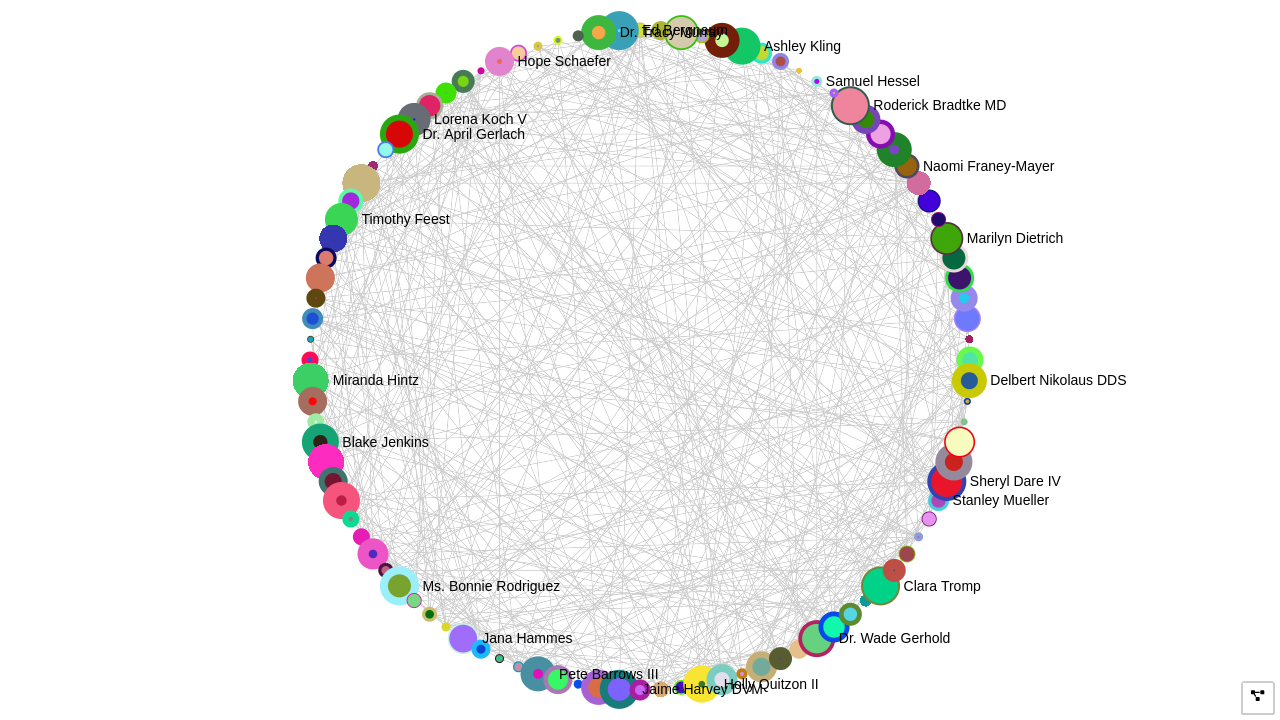 Dr. Tracy Murray
Ed Bergnaum
Ashley Kling
Hope Schaefer
Samuel Hessel
Roderick Bradtke MD
Lorena Koch V
Dr. April Gerlach
Naomi Franey-Mayer
Timothy Feest
Marilyn Dietrich
Miranda Hintz
Delbert Nikolaus DDS
Blake Jenkins
Sheryl Dare IV
Stanley Mueller
Ms. Bonnie Rodriguez
Clara Tromp
Jana Hammes
Dr. Wade Gerhold
Pete Barrows III
Holly Quitzon II
Jaime Harvey DVM